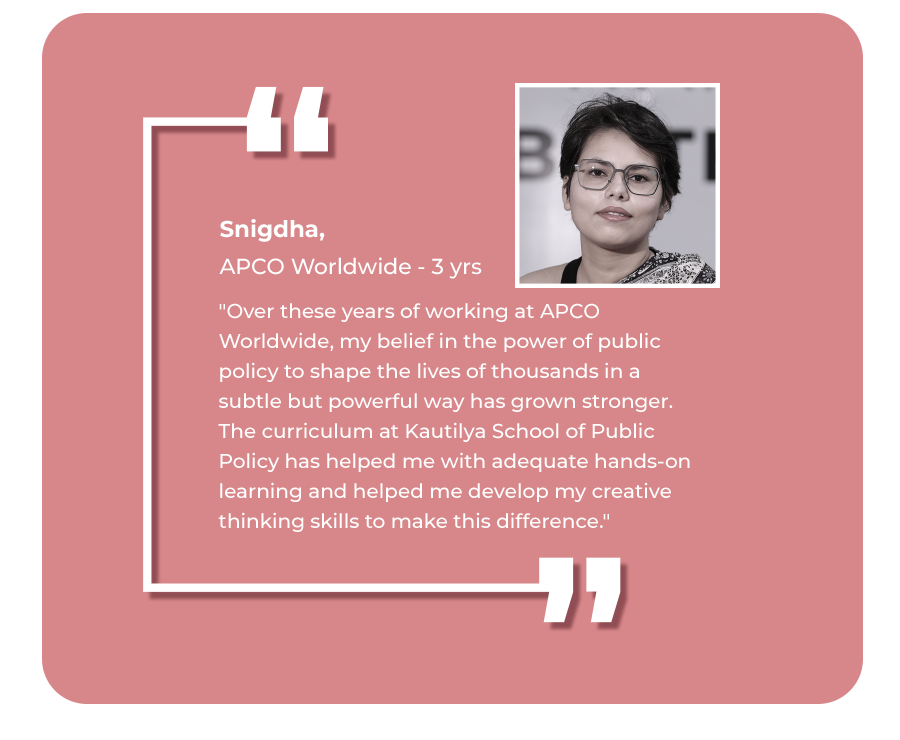 Snigdha,
APCO Worldwide - 3 yrs
"Over these years of working at APCO
Worldwide, my belief in the power of public
policy to shape the lives of thousands in a
subtle but powerful way has grown stronger.
The curriculum at Kautilya School of Public
Policy has helped me with adequate hands-on
learning and helped me develop my creative
thinking skills to make this difference."